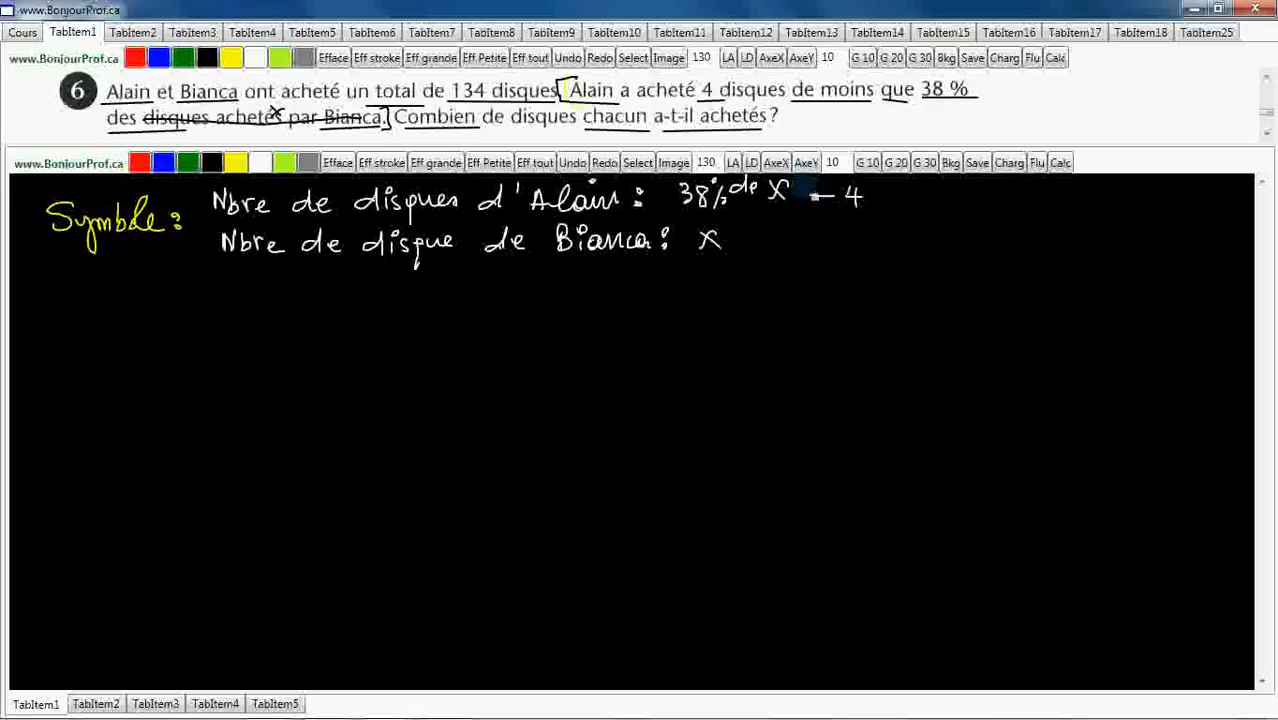 www.BonjourProf.ca
Cours TabItem1 TabItem2 TabItem3 TabItem4 TabItem5 TabItem6 TabItem7 TabItem8 TabItem9 TabItem10 TabItem11 TabItem12 TabItem13 TabItem14 TabItem15 TabItem16 TabItem17 TabItem18 TabItem25
www.BonjourProf.ca Efface Eff stroke Eff grande Eff Petite Eff tout Undo Redo Select Image 130 LA LD AxeX AxeY 10 G 10 G 20 G 30 Bkg Save Charg Flu Calc
6 Alain et Bianca ont acheté un total de 134 disques. Alain a acheté 4 disques de moins que 38 %
des disques achetés par Bianca. Combien de disques chacun a-t-il achetés ?
x
www.BonjourProf.ca Efface Eff stroke Eff grande Eff Petite Eff tout Undo Redo Select Image 130 LA LD AxeX AxeY 10 G 10 G 20 G 30 Bkg Save Charg Flu Calc
Symbole : Nbre de disques d'Alain : 38% de x - 4
Nbre de disque de Bianca : x
TabItem1 TabItem2 TabItem3 TabItem4 TabItem5